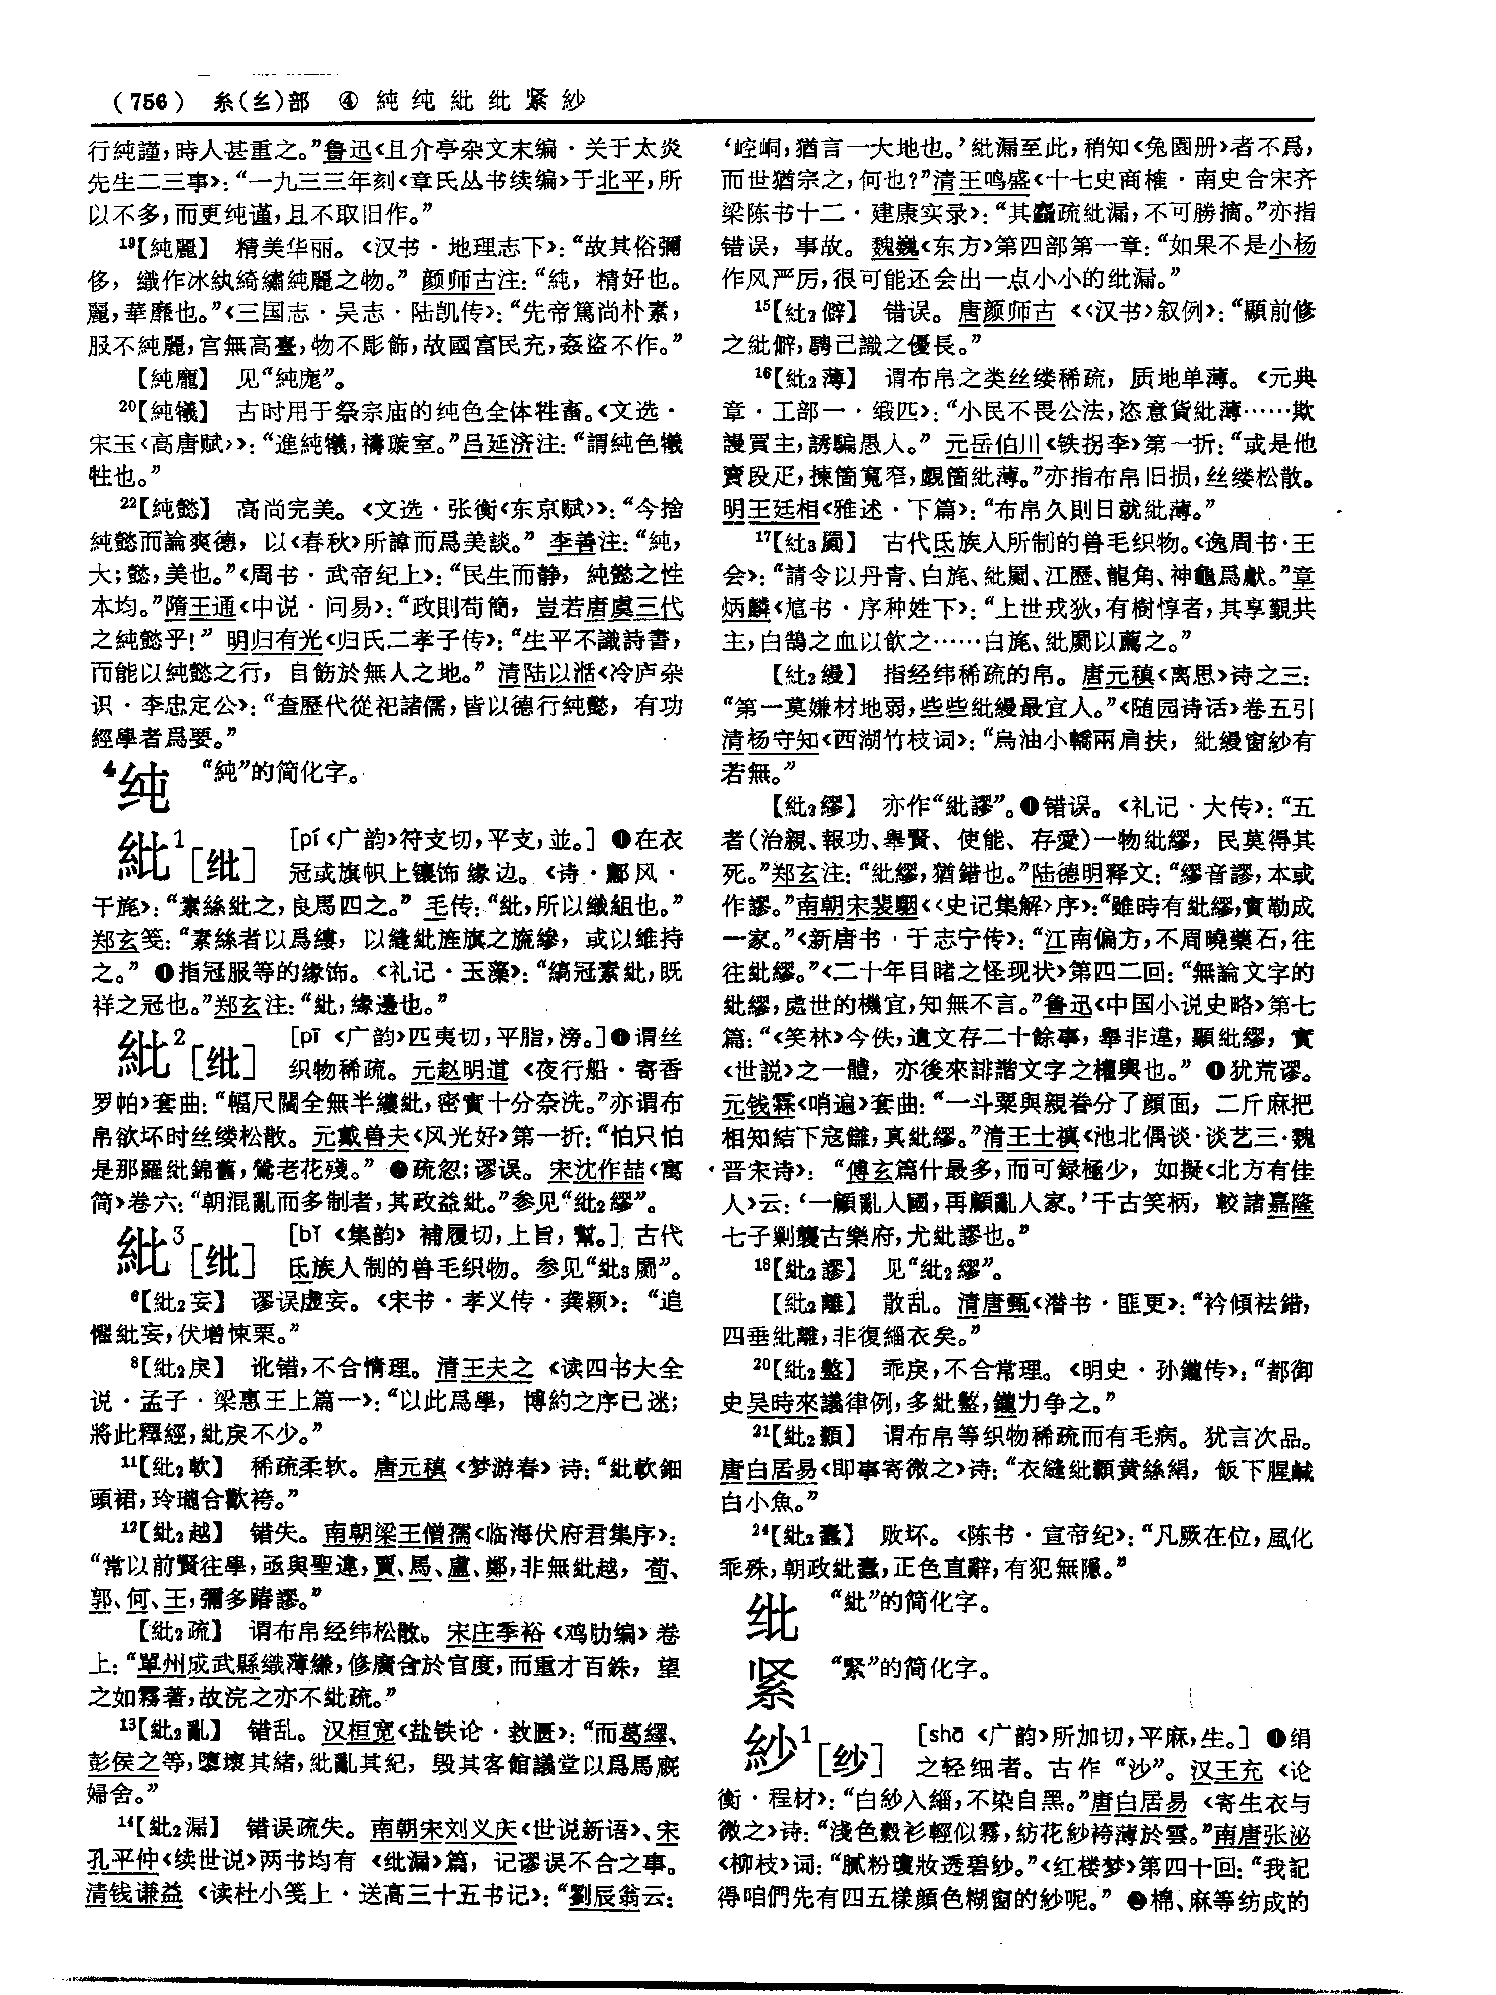 （756） 糸（纟）部 ④ 純纯紕纰紧紗
行純謹，時人甚重之。”鲁迅《且介亭杂文末编·关于太炎
先生二三事》：“一九三三年刻《章氏丛书续编》于北平，所
以不多，而更纯谨，且不取旧作。”
19【純麗】 精美华丽。《汉书·地理志下》：“故其俗彌
侈，織作冰紈綺繡純麗之物。”颜师古注：“純，精好也。
麗，華靡也。”《三国志·吴志·陆凯传》：“先帝篤尚朴素，
服不純麗，宫無高臺，物不彫飾，故國富民充，姦盜不作。”
【純龐】 见“純庬”。
20【純犧】 古时用于祭宗庙的纯色全体牲畜。《文选·
宋玉〈高唐赋〉》：“進純犧，禱琁室。”吕延济注：“謂純色犧
牲也。”
22【純懿】 高尚完美。《文选·张衡〈东京赋〉》：“今捨
純懿而論爽德，以《春秋》所諱而爲美談。”李善注：“純，
大；懿，美也。”《周书·武帝纪上》：“民生而静，純懿之性
本均。”隋王通《中说·问易》：“政則苟簡，豈若唐虞三代
之純懿乎！”明归有光《归氏二孝子传》：“生平不識詩書，
而能以純懿之行，自飭於無人之地。”清陆以湉《冷庐杂
识·李忠定公》：“查歷代從祀諸儒，皆以德行純懿，有功
經學者爲要。”
4纯 “純”的简化字。
紕1［纰］ ［pí《广韵》符支切，平支，並。］❶在衣
冠或旗帜上镶饰缘边。《诗·鄘风·
干旄》：“素絲紕之，良馬四之。”毛传：“紕，所以織組也。”
郑玄笺：“素絲者以爲縷，以縫紕旌旗之旒縿，或以維持
之。”❷指冠服等的缘饰。《礼记·玉藻》：“縞冠素紕，既
祥之冠也。”郑玄注：“紕，缘邊也。”
紕2［纰］ ［pī《广韵》匹夷切，平脂，滂。］❶谓丝
织物稀疏。元赵明道《夜行船·寄香
罗帕》套曲：“幅尺闊全無半縷紕，密實十分奈洗。”亦谓布
帛欲坏时丝缕松散。元戴善夫《风光好》第一折：“怕只怕
是那羅紕錦舊，鶯老花殘。”❷疏忽；谬误。宋沈作喆《寓
简》卷六：“朝混亂而多制者，其政益紕。”参见“紕2繆”。
紕3［纰］ ［bǐ《集韵》補履切，上旨，幫。］古代
氐族人制的兽毛织物。参见“紕3罽”。
6【紕2妄】 谬误虚妄。《宋书·孝义传·龚颖》：“追
懼紕妄，伏增悚栗。”
8【紕2戾】 讹错，不合情理。清王夫之《读四书大全
说·孟子·梁惠王上篇一》：“以此爲學，博約之序已迷；
將此釋經，紕戾不少。”
11【紕2軟】 稀疏柔软。唐元稹《梦游春》诗：“紕軟鈿
頭裙，玲瓏合歡袴。”
12【紕2越】 错失。南朝梁王僧孺《临海伏府君集序》：
“常以前賢往學，亟與聖違，賈、馬、盧、鄭，非無紕越，荀、
郭、何、王，彌多踳謬。”
【紕2疏】 谓布帛经纬松散。宋庄季裕《鸡肋编》卷
上：“單州成武縣織薄縑，修廣合於官度，而重才百銖，望
之如霧著，故浣之亦不紕疏。”
13【紕2亂】 错乱。汉桓宽《盐铁论·救匮》：“而葛繹、
彭侯之等，隳壞其緒，紕亂其紀，毁其客館議堂以爲馬廄
婦舍。”
14【紕2漏】 错误疏失。南朝宋刘义庆《世说新语》、宋
孔平仲《续世说》两书均有《纰漏》篇，记谬误不合之事。
清钱谦益《读杜小笺上·送高三十五书记》：“劉辰翁云：
‘崆峒，猶言一大地也。’紕漏至此，稍知《兔園册》者不爲，
而世猶宗之，何也？”清王鸣盛《十七史商榷·南史合宋齐
梁陈书十二·建康实录》：“其麤疏紕漏，不可勝摘。”亦指
错误，事故。魏巍《东方》第四部第一章：“如果不是小杨
作风严厉，很可能还会出一点小小的纰漏。”
15【紕2僻】 错误。唐颜师古《〈汉书〉叙例》：“顯前修
之紕僻，騁己識之優長。”
16【紕2薄】 谓布帛之类丝缕稀疏，质地单薄。《元典
章·工部一·缎匹》：“小民不畏公法，恣意貨紕薄……欺
謾買主，誘騙愚人。”元岳伯川《铁拐李》第一折：“或是他
賣段疋，揀箇寬窄，覷箇紕薄。”亦指布帛旧损，丝缕松散。
明王廷相《雅述·下篇》：“布帛久則日就紕薄。”
17【紕3罽】 古代氐族人所制的兽毛织物。《逸周书·王
会》：“請令以丹青、白旄、紕罽、江歷、龍角、神龜爲獻。”章
炳麟《訄书·序种姓下》：“上世戎狄，有樹惇者，其享覲共
主，白鵠之血以飲之……白旄、紕罽以薦之。”
【紕2縵】 指经纬稀疏的帛。唐元稹《离思》诗之三：
“第一莫嫌材地弱，些些紕縵最宜人。”《随园诗话》卷五引
清杨守知《西湖竹枝词》：“烏油小轎兩肩扶，紕縵窗紗有
若無。”
【紕2繆】 亦作“紕謬”。❶错误。《礼记·大传》：“五
者（治親、報功、舉賢、使能、存愛）一物紕繆，民莫得其
死。”郑玄注：“紕繆，猶錯也。”陆德明释文：“繆音謬，本或
作謬。”南朝宋裴駰《〈史记集解〉序》：“雖時有紕繆，實勒成
一家。”《新唐书·于志宁传》：“江南偏方，不周曉藥石，往
往紕繆。”《二十年目睹之怪现状》第四二回：“無論文字的
紕繆，處世的機宜，知無不言。”鲁迅《中国小说史略》第七
篇：“《笑林》今佚，遺文存二十餘事，舉非違，顯紕繆，實
《世説》之一體，亦後來誹諧文字之權輿也。”❷犹荒谬。
元钱霖《哨遍》套曲：“一斗粟與親眷分了顔面，二斤麻把
相知結下寇讎，真紕繆。”清王士禛《池北偶谈·谈艺三·魏
晋宋诗》：“傅玄篇什最多，而可録極少，如擬《北方有佳
人》云：‘一顧亂人國，再顧亂人家。’千古笑柄，較諸嘉隆
七子剿襲古樂府，尤紕謬也。”
18【紕2謬】 见“紕2繆”。
【紕2離】 散乱。清唐甄《潜书·匪更》：“衿傾袪錯，
四垂紕離，非復緇衣矣。”
20【紕2盭】 乖戾，不合常理。《明史·孙鑨传》：“都御
史吴時來議律例，多紕盭，鑨力争之。”
21【紕2纇】 谓布帛等织物稀疏而有毛病。犹言次品。
唐白居易《即事寄微之》诗：“衣縫紕纇黄絲絹，飯下腥鹹
白小魚。”
24【紕2蠹】 败坏。《陈书·宣帝纪》：“凡厥在位，風化
乖殊，朝政紕蠹，正色直辭，有犯無隱。”
纰 “紕”的简化字。
紧 “緊”的简化字。
紗1［纱］ ［shā《广韵》所加切，平麻，生。］❶绢
之轻细者。古作“沙”。汉王充《论
衡·程材》：“白紗入緇，不染自黑。”唐白居易《寄生衣与
微之》诗：“淺色縠衫輕似霧，紡花紗袴薄於雲。”南唐张泌
《柳枝》词：“膩粉瓊妝透碧紗。”《红楼梦》第四十回：“我記
得咱們先有四五樣顔色糊窗的紗呢。”❷棉、麻等纺成的